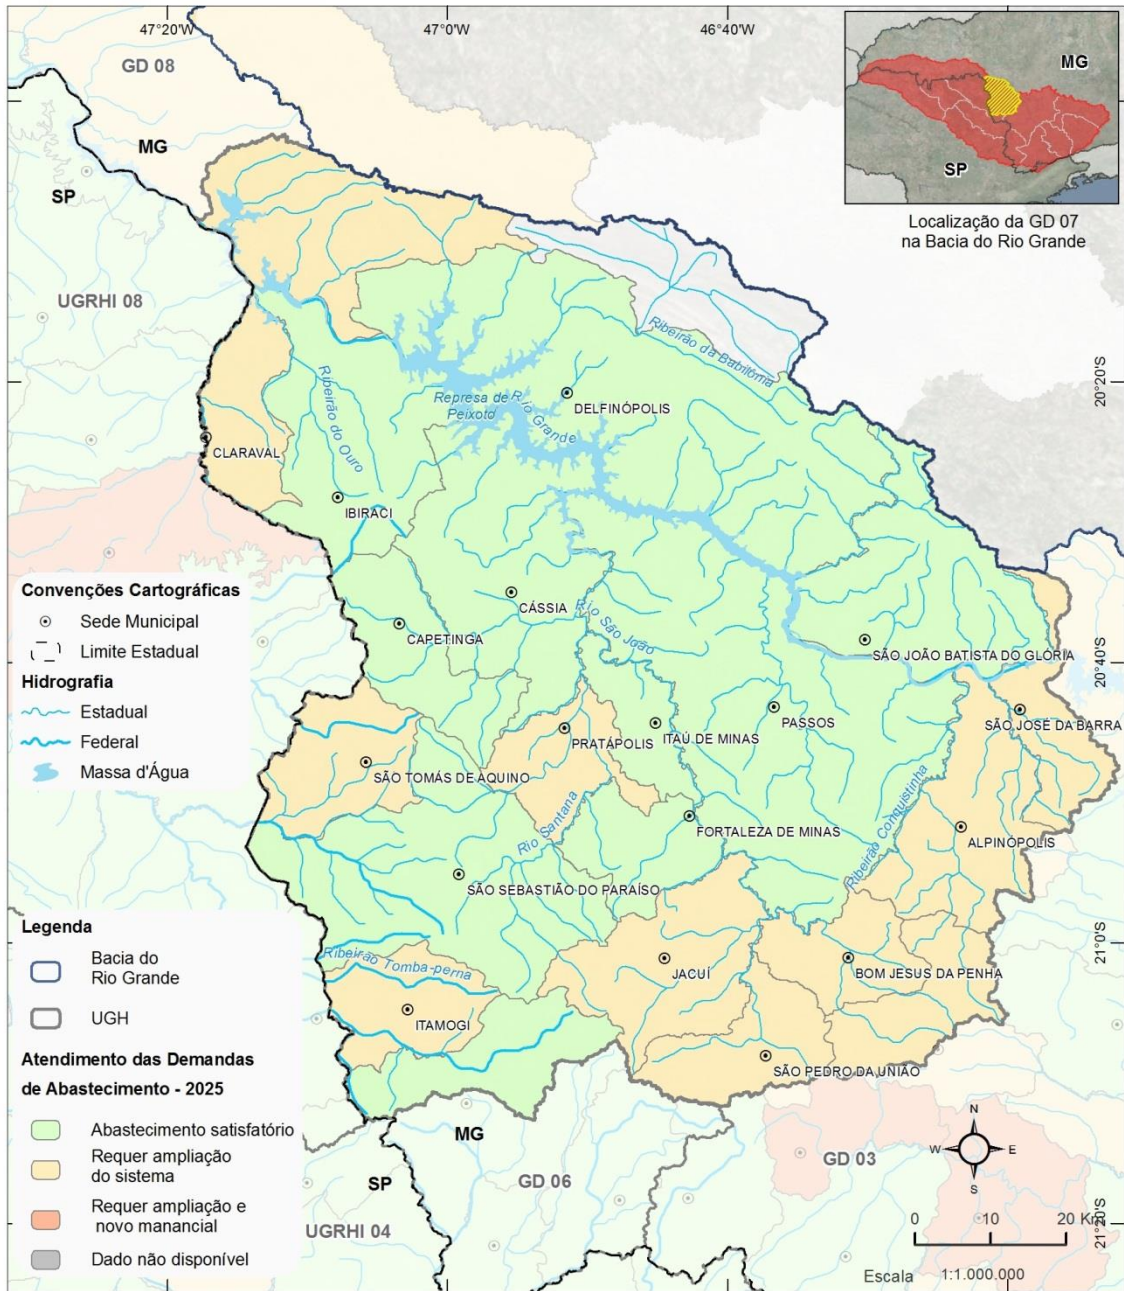 47°20'W
47°0'W
46°40'W
GD 08
MG
SP
MG
SP
Localização da GD 07
na Bacia do Rio Grande
UGRHI 08
Ribeirão da Babilônia
20°20'S
Ribeirão do Ouro
Represa de
Peixoto
Rio Grande
DELFINÓPOLIS
CLARAVAL
IBIRACI
CÁSSIA
Rio São João
CAPETINGA
SÃO JOÃO BATISTA DO GLÓRIA
20°40'S
SÃO JOSÉ DA BARRA
PASSOS
ITAÚ DE MINAS
PRATÁPOLIS
SÃO TOMÁS DE AQUINO
Rio Santana
Ribeirão Conquistinha
FORTALEZA DE MINAS
ALPINÓPOLIS
SÃO SEBASTIÃO DO PARAÍSO
21°0'S
Ribeirão Tomba-perna
JACUÍ
BOM JESUS DA PENHA
ITAMOGI
SÃO PEDRO DA UNIÃO
MG
SP
GD 06
GD 03
UGRHI 04
21°20'S
Convenções Cartográficas
Sede Municipal
Limite Estadual
Hidrografia
Estadual
Federal
Massa d'Água
Legenda
Bacia do
Rio Grande
UGH
Atendimento das Demandas
de Abastecimento - 2025
Abastecimento satisfatório
Requer ampliação
do sistema
Requer ampliação e
novo manancial
Dado não disponível
N
W
E
S
0 10 20 Km
Escala 1:1.000.000